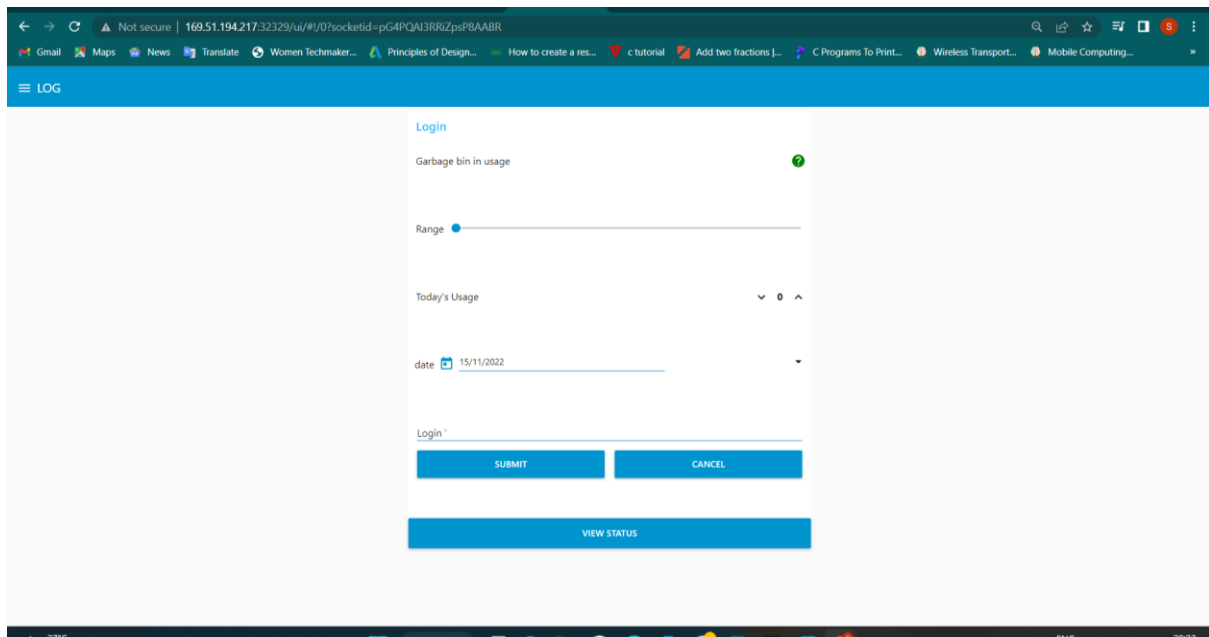 Not secure | 169.51.194.217:32329/ui/#!/0?socketid=pG4PQAI3RRiZpsP8AABR S
Gmail Maps News Translate Women Techmaker... Principles of Design... How to create a res... c tutorial Add two fractions |... C Programs To Print... Wireless Transport... Mobile Computing... »
LOG
Login
Garbage bin in usage ?
Range
Today's Usage 0
date 15/11/2022
Login *
SUBMIT CANCEL
VIEW STATUS